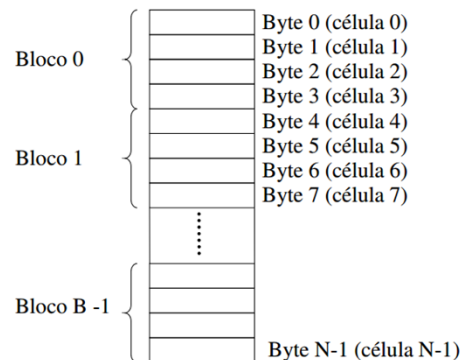 Byte 0 (célula 0)
Byte 1 (célula 1)
Bloco 0
Byte 2 (célula 2)
Byte 3 (célula 3)
Byte 4 (célula 4)
Byte 5 (célula 5)
Bloco 1
Byte 6 (célula 6)
Byte 7 (célula 7)
Bloco B -1
Byte N-1 (célula N-1)